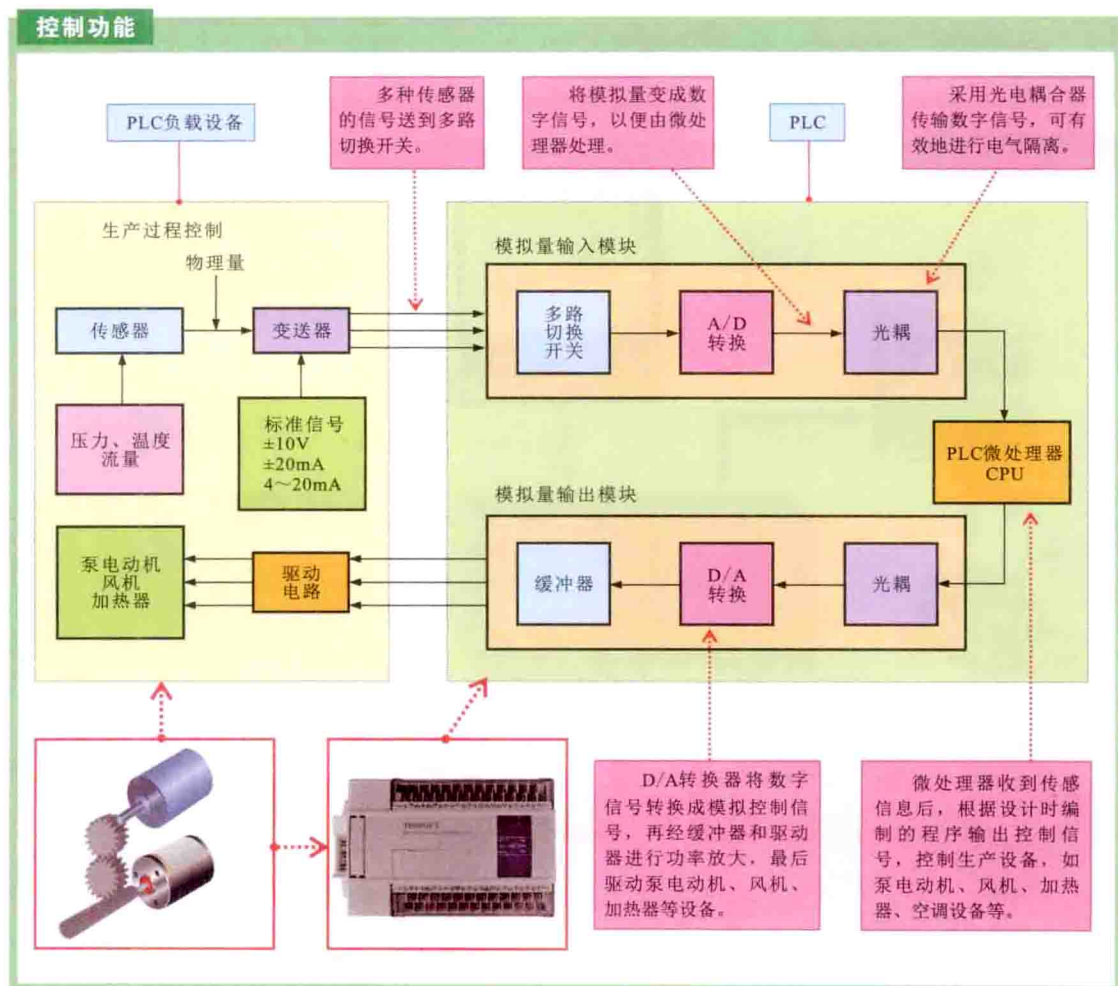 控制功能
PLC负载设备
多种传感器
的信号送到多路
切换开关。
将模拟量变成数
字信号，以便由微处
理器处理。
PLC
采用光电耦合器
传输数字信号，可有
效地进行电气隔离。
生产过程控制
物理量
传感器
变送器
压力、温度
流量
标准信号
±10V
±20mA
4～20mA
泵电动机
风机
加热器
驱动
电路
模拟量输入模块
多路
切换
开关
A/D
转换
光耦
PLC微处理器
CPU
模拟量输出模块
缓冲器
D/A
转换
光耦
D/A转换器将数字
信号转换成模拟控制信
号，再经缓冲器和驱动
器进行功率放大，最后
驱动泵电动机、风机、
加热器等设备。
微处理器收到传感
信息后，根据设计时编
制的程序输出控制信
号，控制生产设备，如
泵电动机、风机、加热
器、空调设备等。